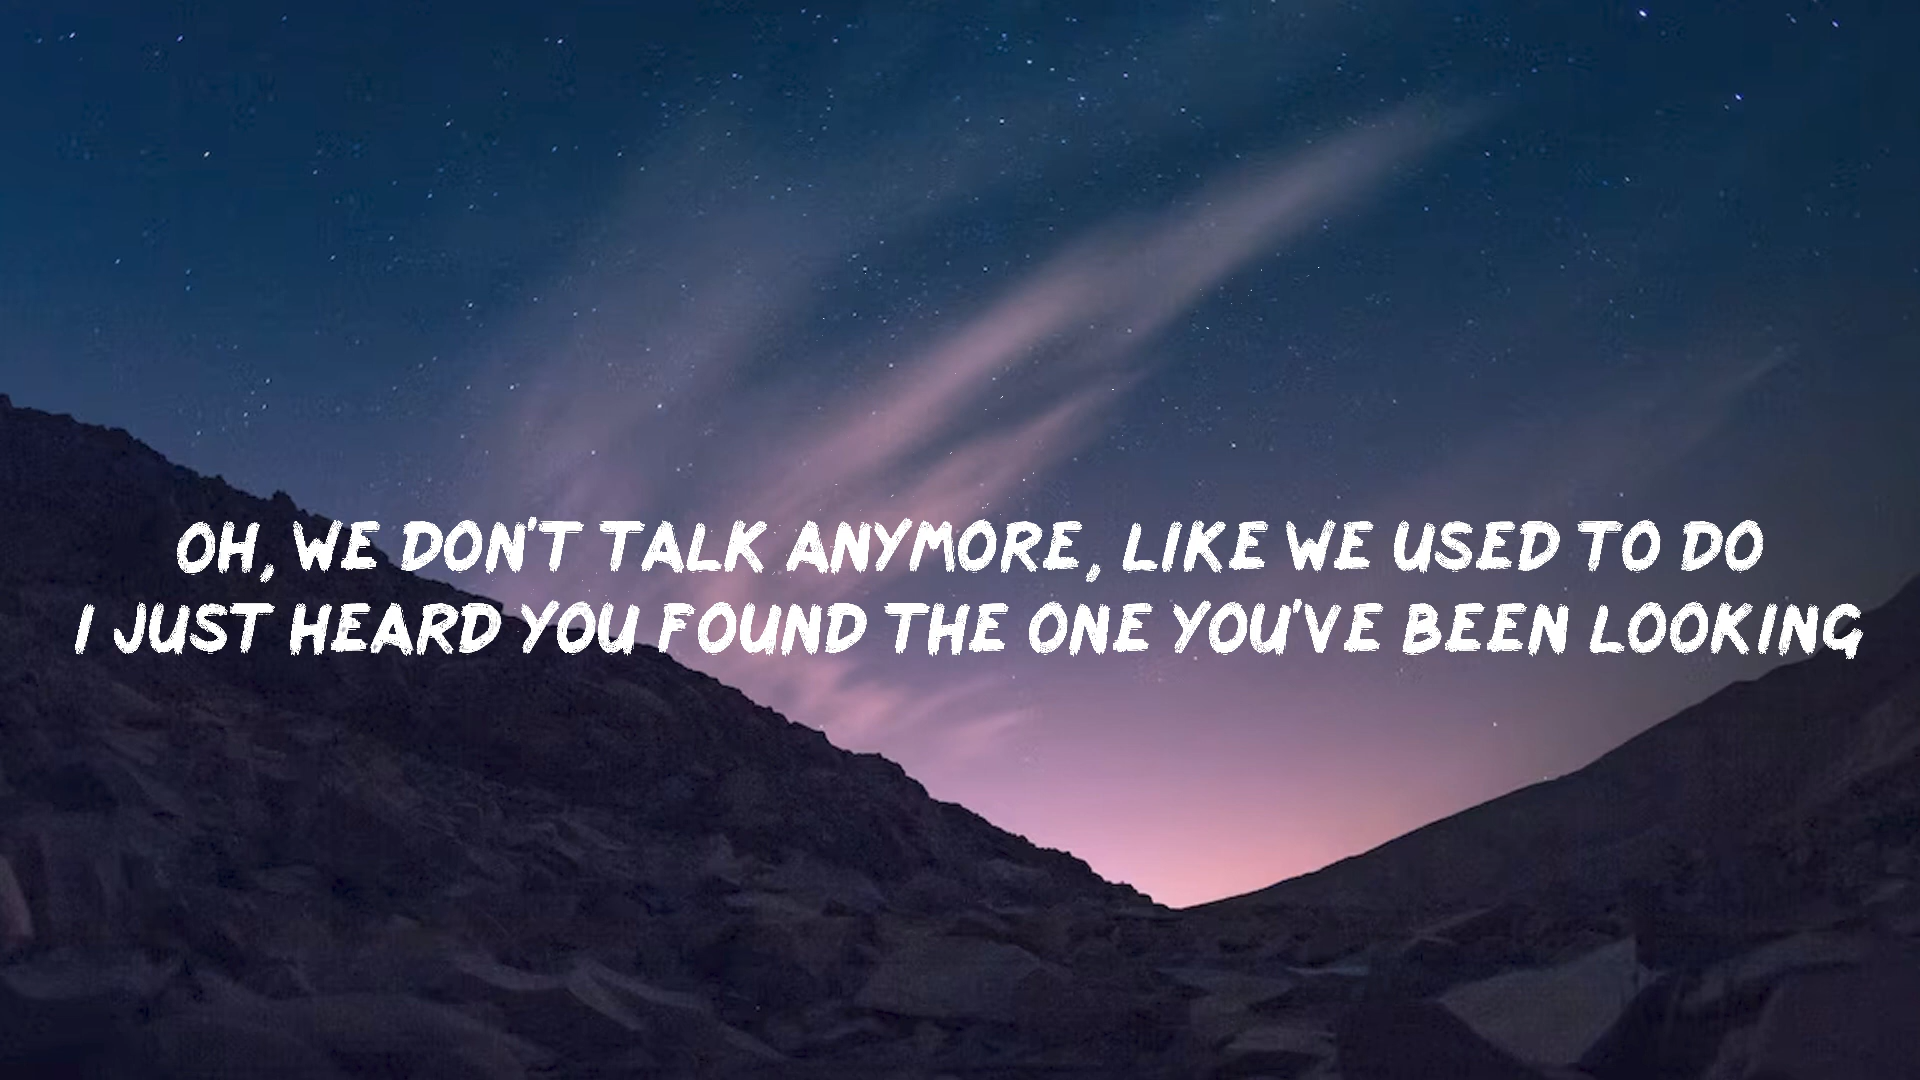 OH, WE DON'T TALK ANYMORE, LIKE WE USED TO DO
I JUST HEARD YOU FOUND THE ONE YOU'VE BEEN LOOKING